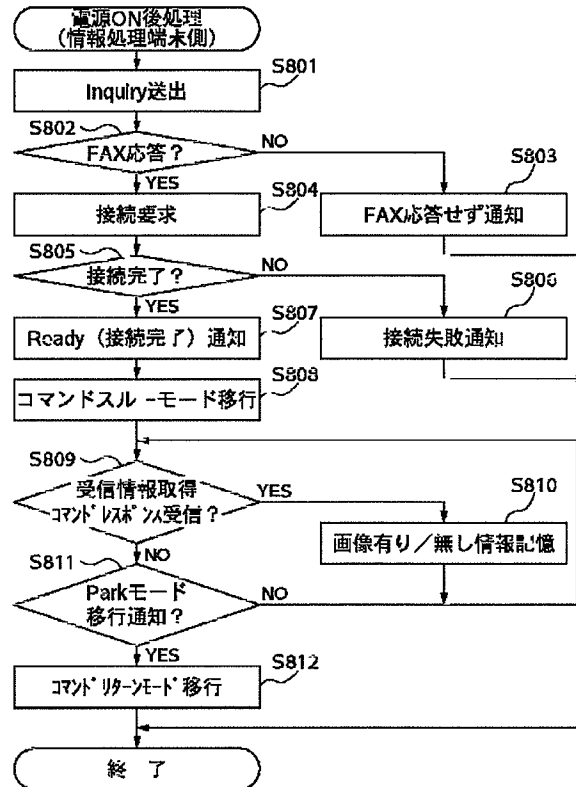 電源ON後処理
(情報処理端末側)
S801
Inquiry送出
S802
FAX応答？
NO
YES
S803
FAX応答せず通知
S804
接続要求
S805
接続完了？
NO
YES
S806
接続失敗通知
S807
Ready（接続完了）通知
S808
コマンドスルーモード移行
S809
受信情報取得
ｺﾏﾝﾄﾞﾚｽﾎﾟﾝｽ受信？
YES
NO
S810
画像有り／無し情報記憶
S811
Parkモード
移行通知？
NO
YES
S812
ｺﾏﾝﾄﾞﾘﾀｰﾝﾓｰﾄﾞ移行
終 了